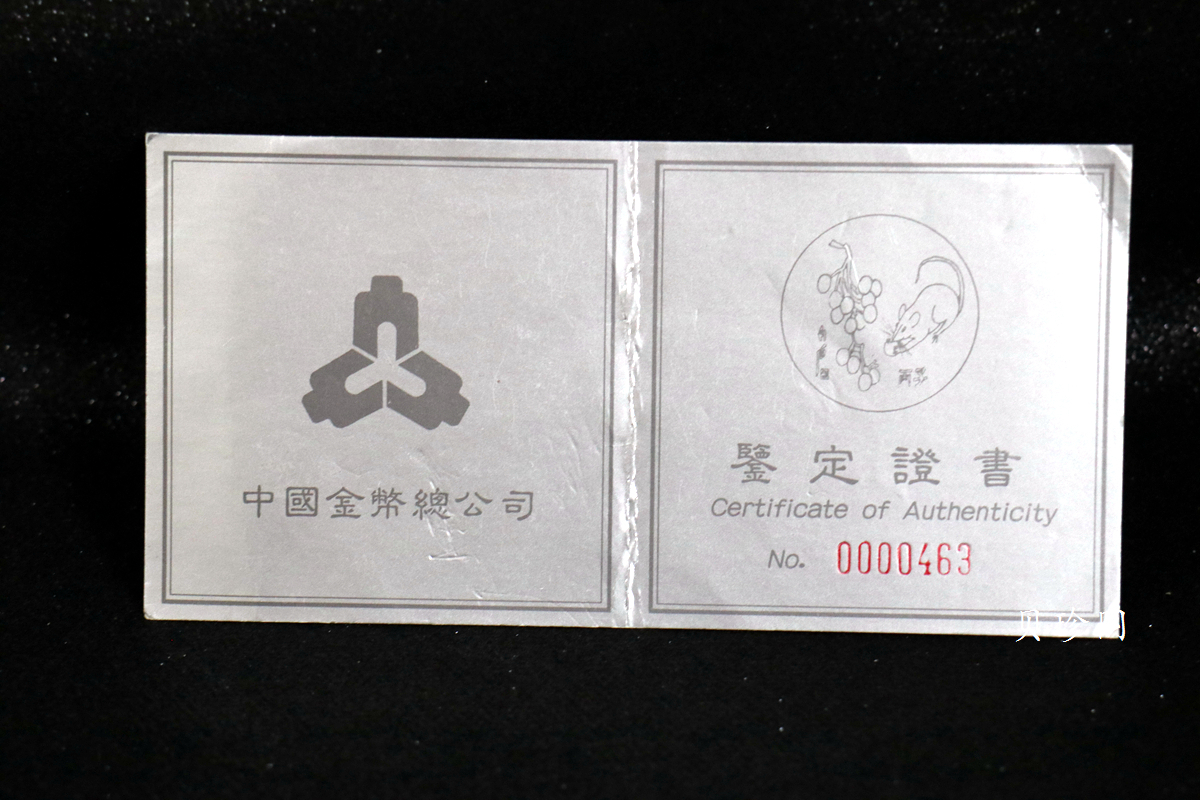 中國金幣總公司
鑒定證書
Certificate of Authenticity
No. 0000463